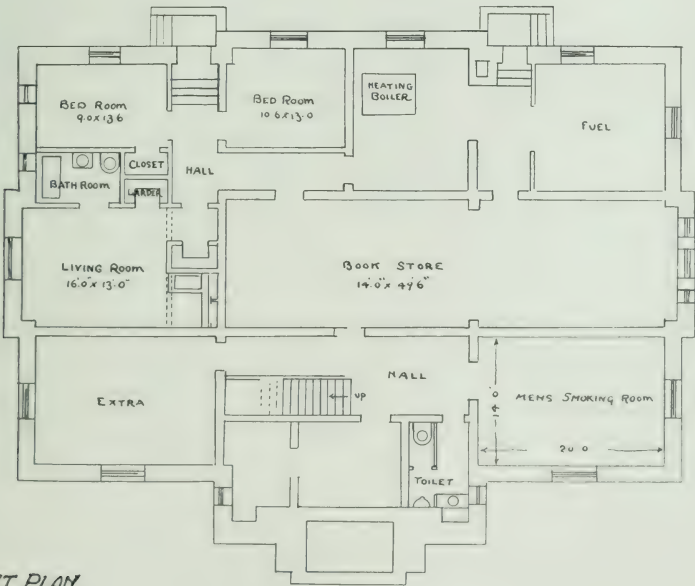 BED ROOM
9.0 X 13 6
BED ROOM
10 6 X 13.0
HEATING
BOILER
FUEL
CLOSET
BATH ROOM
LARDER
HALL
LIVING ROOM
16'.0" X 13'.0"
BOOK STORE
14'.0" X 49'6"
EXTRA
HALL
UP
MENS SMOKING ROOM
14'0
20 0
TOILET
T PLAN